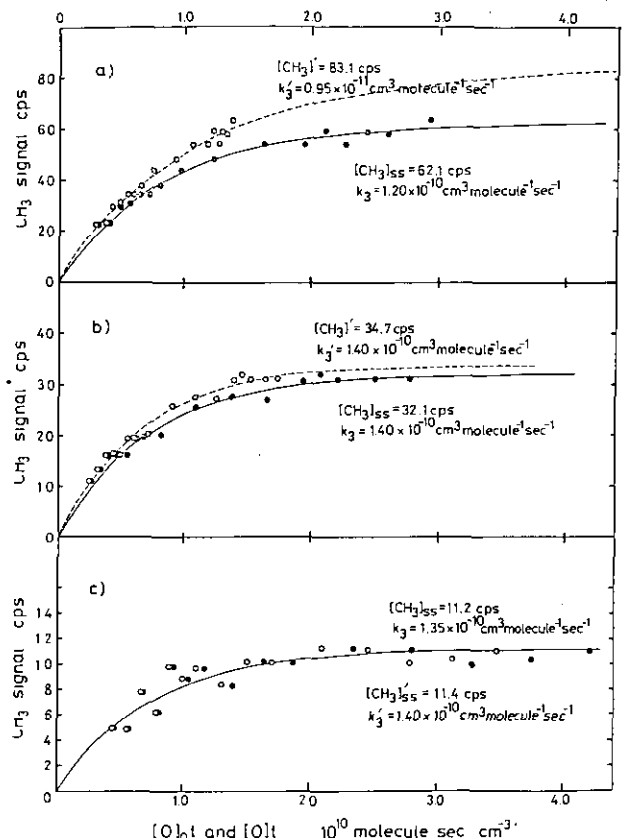 0 1.0 2.0 3.0 4.0
a)
[CH₃]' = 83.1 cps
k₃' = 0.95×10⁻¹¹ cm³ molecule⁻¹ sec⁻¹
[CH₃]ss = 62.1 cps
k₃ = 1.20×10⁻¹⁰ cm³ molecule⁻¹ sec⁻¹
CH₃ signal cps
80
60
40
20
0
b)
[CH₃]' = 34.7 cps
k₃' = 1.40 × 10⁻¹⁰ cm³ molecule⁻¹ sec⁻¹
[CH₃]ss = 32.1 cps
k₃ = 1.40 × 10⁻¹⁰ cm³ molecule⁻¹ sec⁻¹
CH₃ signal cps
40
30
20
10
0
c)
[CH₃]ss = 11.2 cps
k₃ = 1.35×10⁻¹⁰ cm³ molecule⁻¹ sec⁻¹
[CH₃]'ss = 11.4 cps
k₃' = 1.40 × 10⁻¹⁰ cm³ molecule⁻¹ sec⁻¹
CH₃ signal cps
14
12
10
8
6
4
2
0
0 1.0 2.0 3.0 4.0
[O]₀t and [O]t 10¹⁰ molecule sec cm⁻³